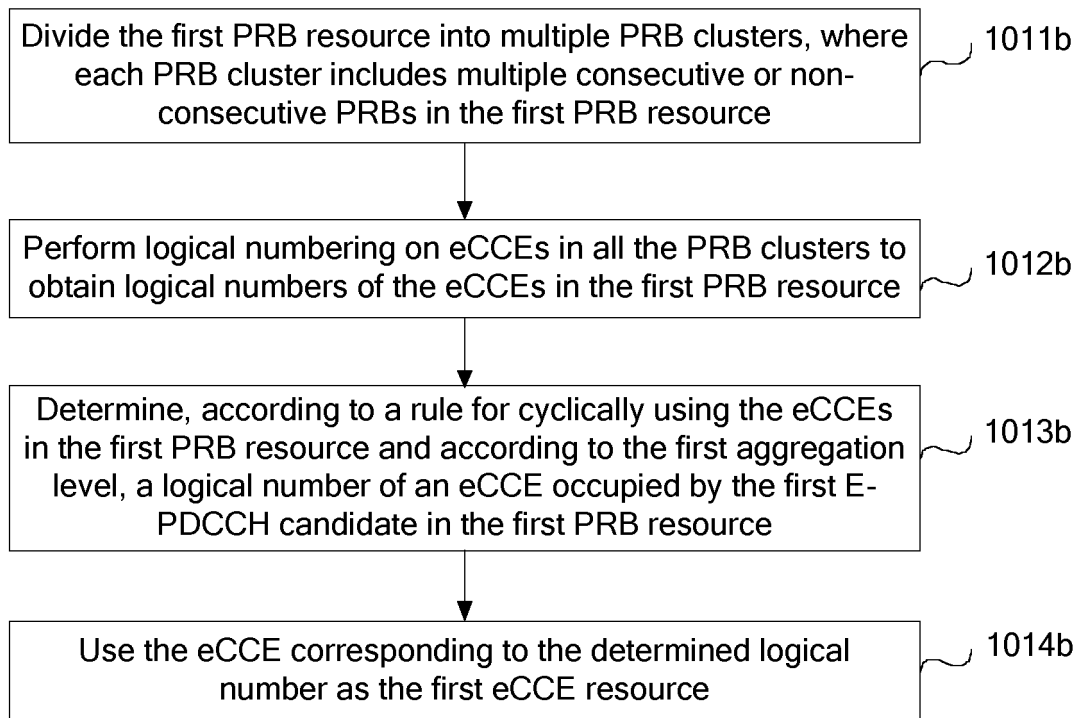 Divide the first PRB resource into multiple PRB clusters, where
each PRB cluster includes multiple consecutive or non-
consecutive PRBs in the first PRB resource
1011b
Perform logical numbering on eCCEs in all the PRB clusters to
obtain logical numbers of the eCCEs in the first PRB resource
1012b
Determine, according to a rule for cyclically using the eCCEs
in the first PRB resource and according to the first aggregation
level, a logical number of an eCCE occupied by the first E-
PDCCH candidate in the first PRB resource
1013b
Use the eCCE corresponding to the determined logical
number as the first eCCE resource
1014b